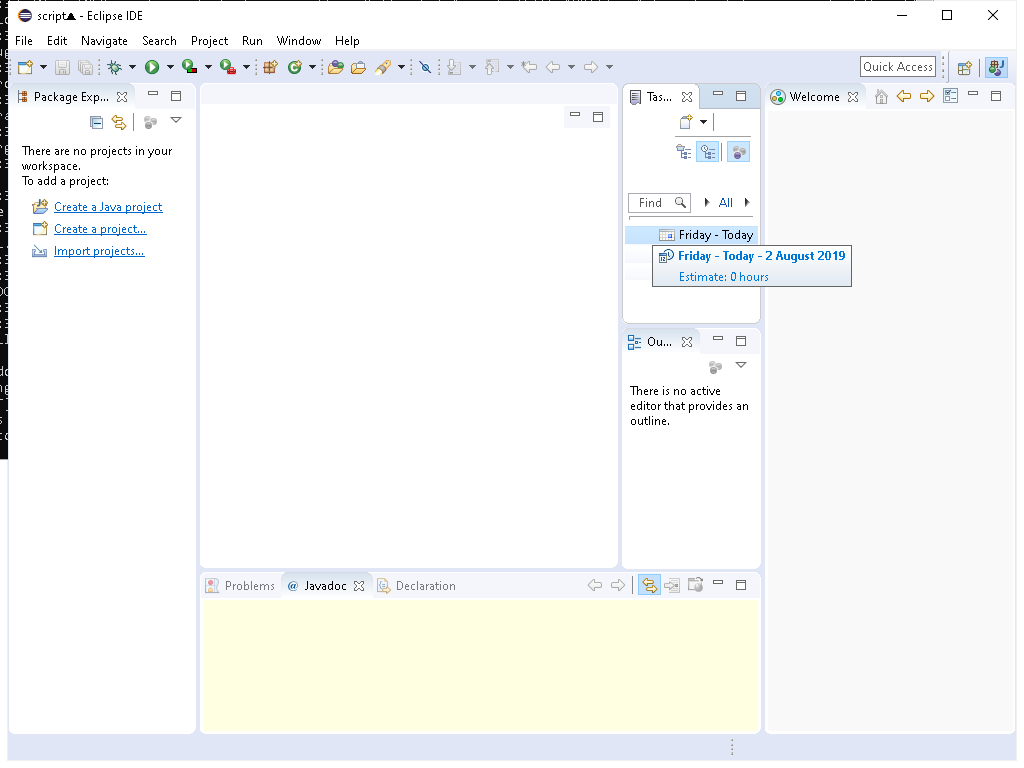 script▲ - Eclipse IDE
File Edit Navigate Search Project Run Window Help
Quick Access
Package Exp...
Tas...
Welcome
There are no projects in your
workspace.
To add a project:
Create a Java project
Create a project...
Import projects...
Find
All
Friday - Today
Friday - Today - 2 August 2019
Estimate: 0 hours
Ou...
There is no active
editor that provides an
outline.
Problems
@ Javadoc
Declaration